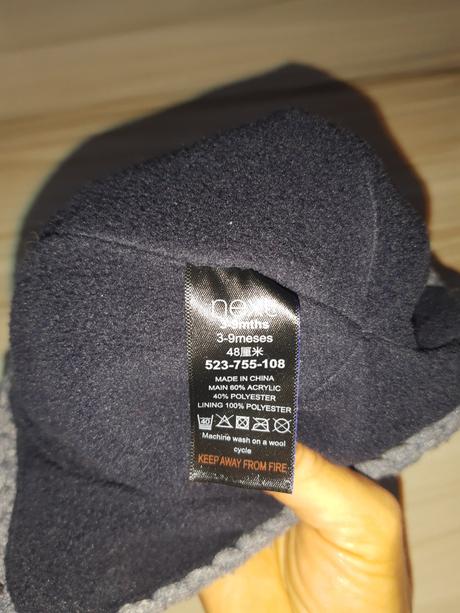 next
3-9mths
3-9meses
48厘米
523-755-108
MADE IN CHINA
MAIN 60% ACRYLIC
40% POLYESTER
LINING 100% POLYESTER
40
Machine wash on a wool
cycle
KEEP AWAY FROM FIRE